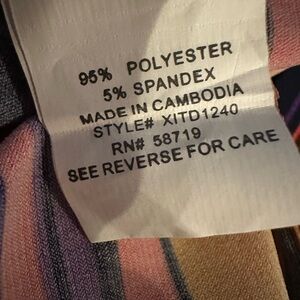 95% POLYESTER
5% SPANDEX
MADE IN CAMBODIA
STYLE# XITD1240
RN# 58719
SEE REVERSE FOR CARE